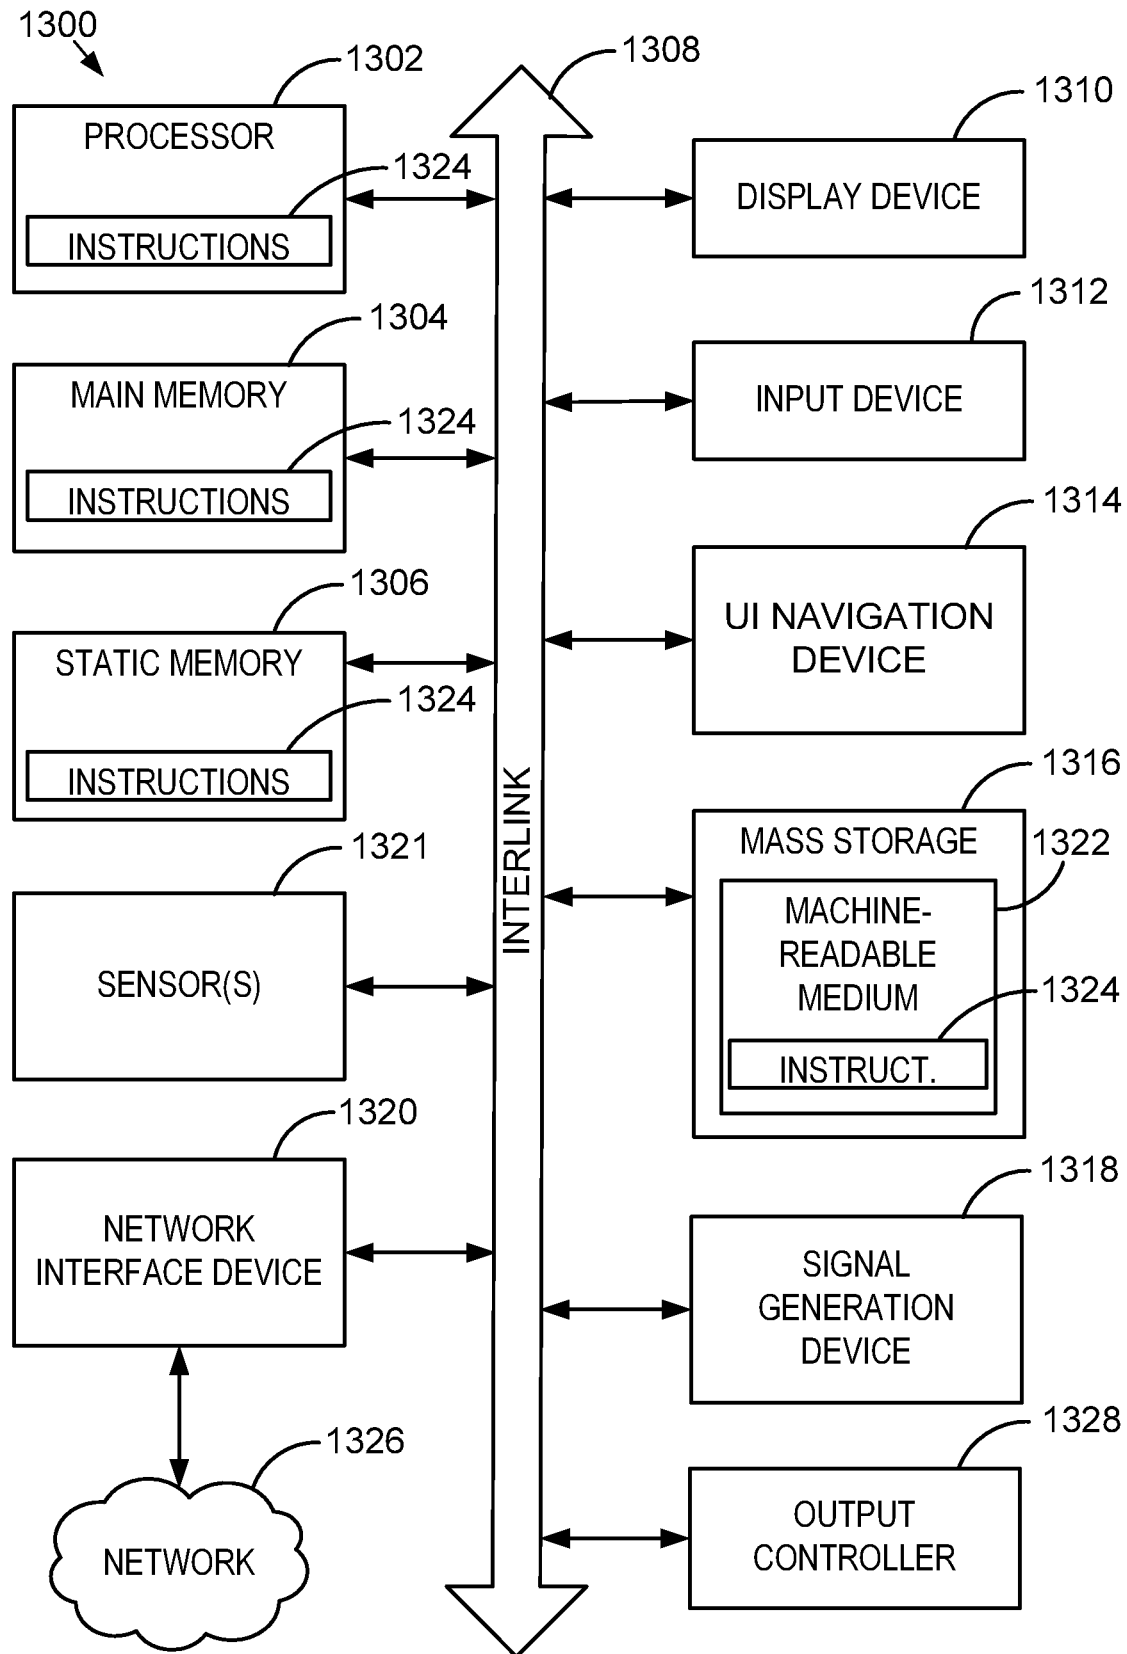 1300
1302
PROCESSOR
1324
INSTRUCTIONS
1304
MAIN MEMORY
1324
INSTRUCTIONS
1306
STATIC MEMORY
1324
INSTRUCTIONS
1321
SENSOR(S)
1320
NETWORK
INTERFACE DEVICE
1326
NETWORK
1308
INTERLINK
1310
DISPLAY DEVICE
1312
INPUT DEVICE
1314
UI NAVIGATION
DEVICE
1316
MASS STORAGE
1322
MACHINE-
READABLE
MEDIUM
1324
INSTRUCT.
1318
SIGNAL
GENERATION
DEVICE
1328
OUTPUT
CONTROLLER